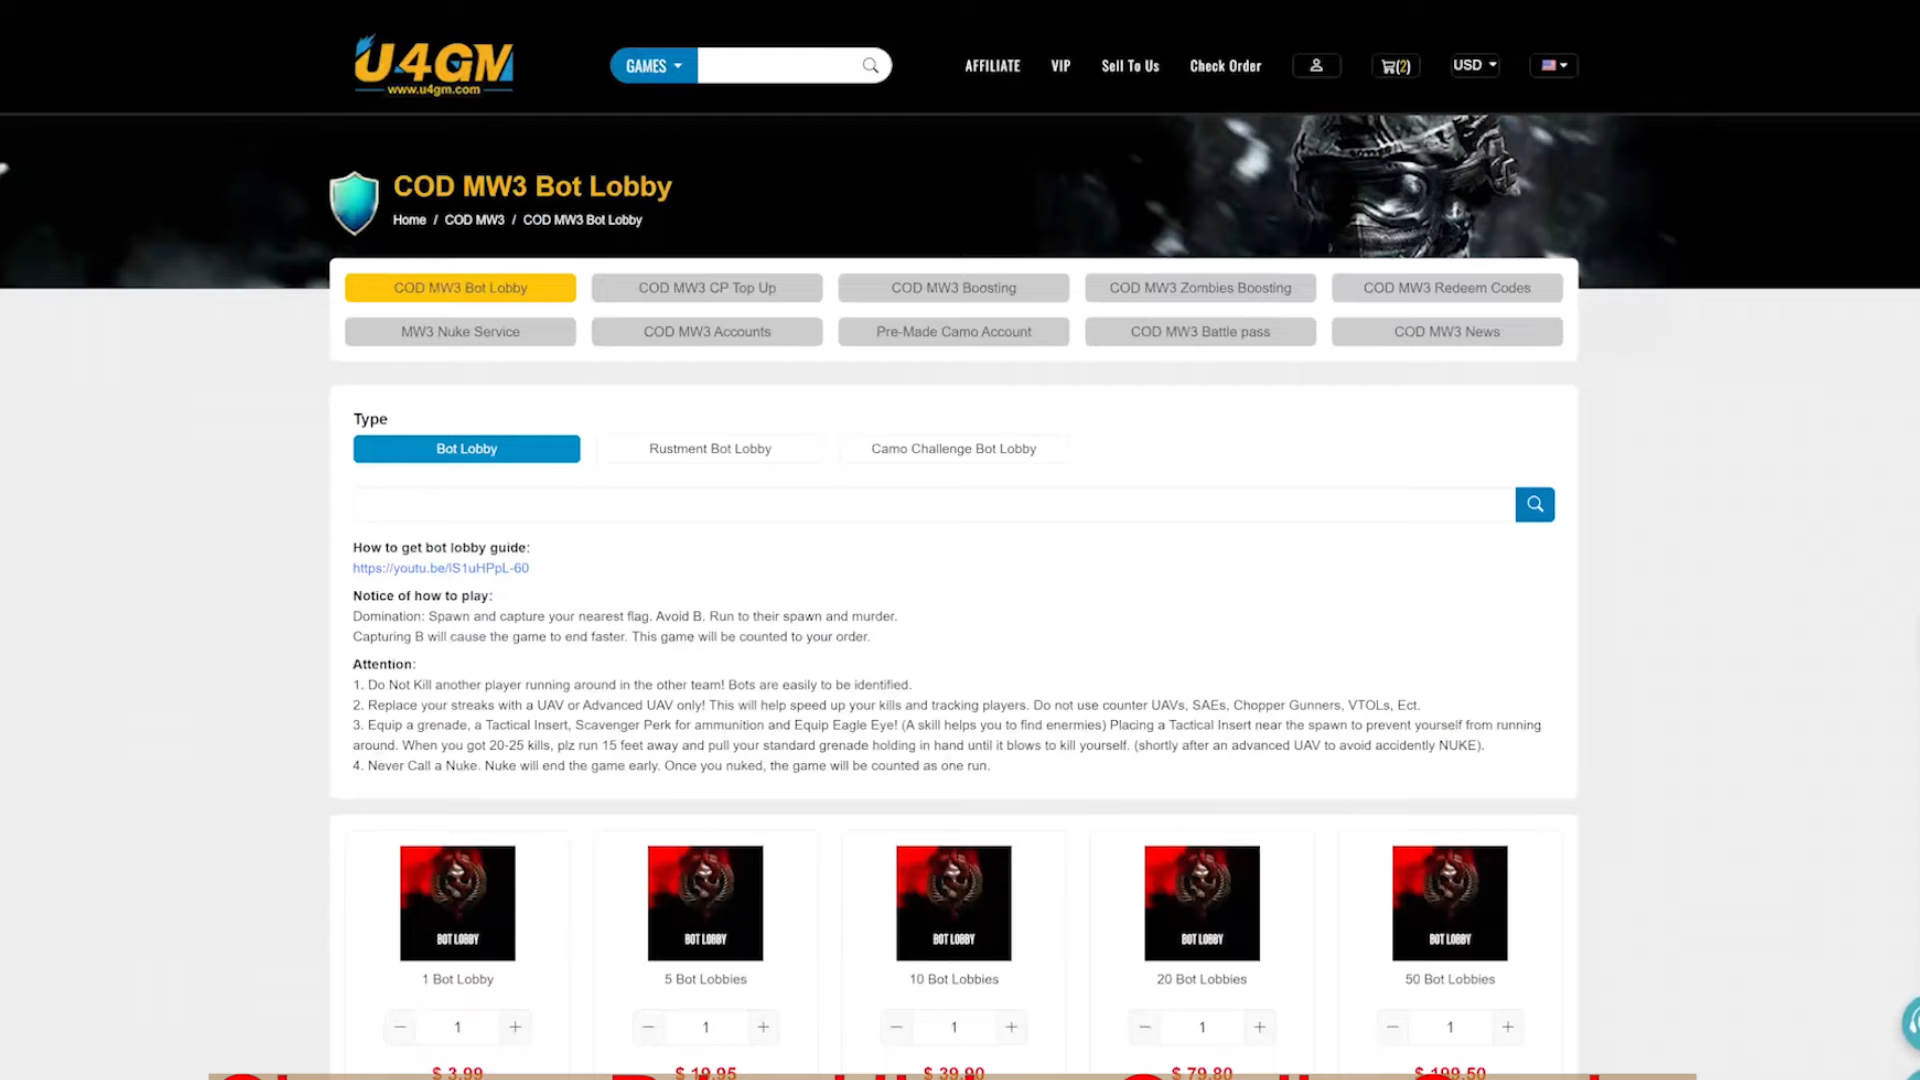 U4GM
www.u4gm.com
GAMES
AFFILIATE
VIP
Sell To Us
Check Order
(2)
USD
COD MW3 Bot Lobby
Home / COD MW3 / COD MW3 Bot Lobby
COD MW3 Bot Lobby
COD MW3 CP Top Up
COD MW3 Boosting
COD MW3 Zombies Boosting
COD MW3 Redeem Codes
MW3 Nuke Service
COD MW3 Accounts
Pre-Made Camo Account
COD MW3 Battle pass
COD MW3 News
Type
Bot Lobby
Rustment Bot Lobby
Camo Challenge Bot Lobby
How to get bot lobby guide:
https://youtu.be/lS1uHPpL-60
Notice of how to play:
Domination: Spawn and capture your nearest flag. Avoid B. Run to their spawn and murder.
Capturing B will cause the game to end faster. This game will be counted to your order.
Attention:
1. Do Not Kill another player running around in the other team! Bots are easily to be identified.
2. Replace your streaks with a UAV or Advanced UAV only! This will help speed up your kills and tracking players. Do not use counter UAVs, SAEs, Chopper Gunners, VTOLs, Ect.
3. Equip a grenade, a Tactical Insert, Scavenger Perk for ammunition and Equip Eagle Eye! (A skill helps you to find enermies) Placing a Tactical Insert near the spawn to prevent yourself from running
around. When you got 20-25 kills, plz run 15 feet away and pull your standard grenade holding in hand until it blows to kill yourself. (shortly after an advanced UAV to avoid accidently NUKE).
4. Never Call a Nuke. Nuke will end the game early. Once you nuked, the game will be counted as one run.
BOT LOBBY
BOT LOBBY
BOT LOBBY
BOT LOBBY
BOT LOBBY
1 Bot Lobby
5 Bot Lobbies
10 Bot Lobbies
20 Bot Lobbies
50 Bot Lobbies
1
1
1
1
1
$ 3.99
$ 19.95
$ 39.90
$ 79.80
$ 199.50